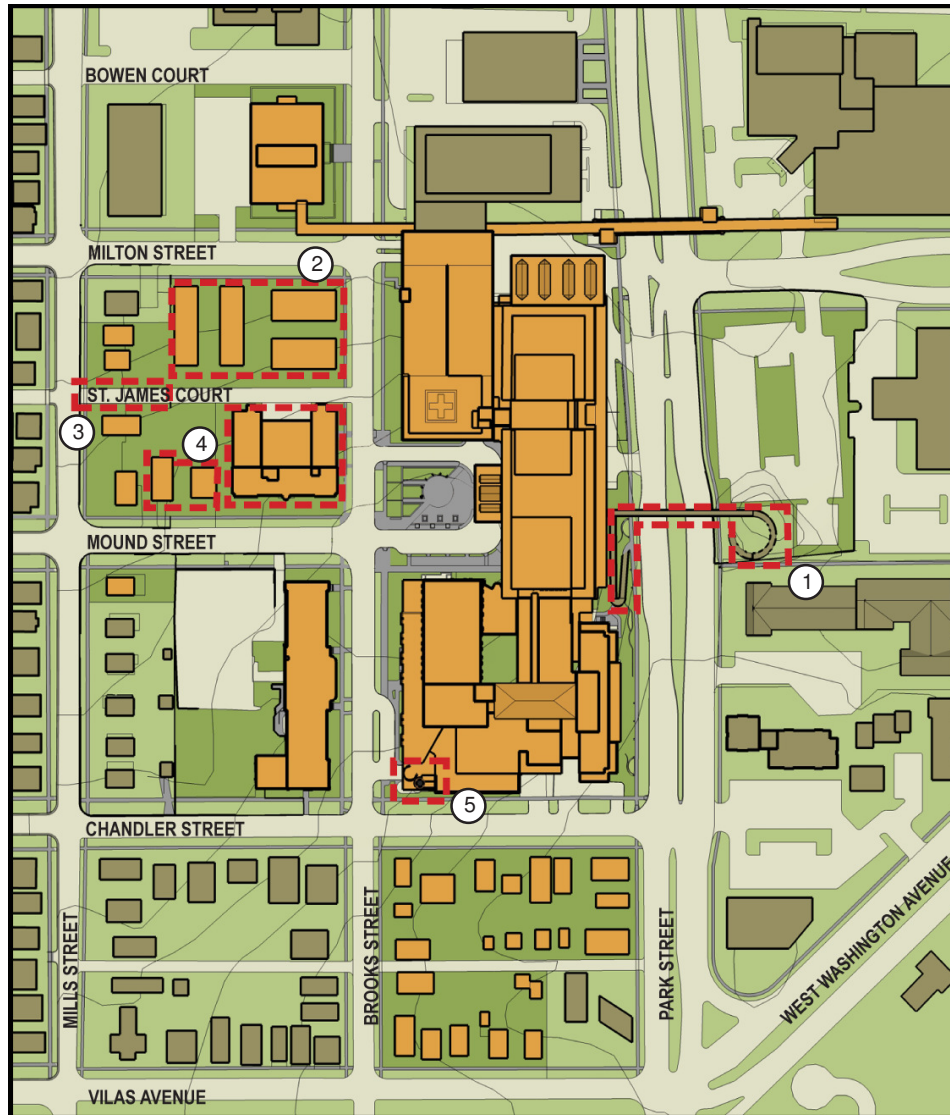 BOWEN COURT
MILTON STREET
2
ST. JAMES COURT
3
4
MOUND STREET
1
5
CHANDLER STREET
MILLS STREET
BROOKS STREET
PARK STREET
WEST WASHINGTON AVENUE
VILAS AVENUE